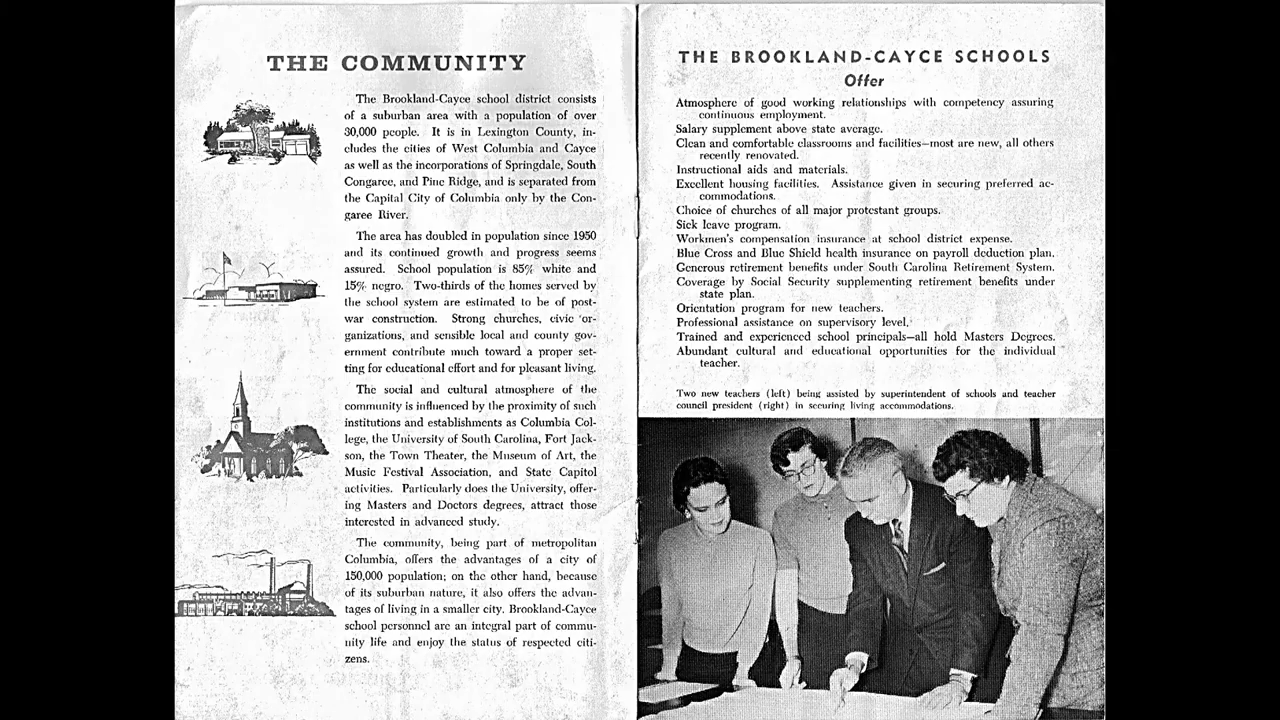 THE COMMUNITY
The Brookland-Cayce school district consists
of a suburban area with a population of over
30,000 people. It is in Lexington County, in-
cludes the cities of West Columbia and Cayce
as well as the incorporations of Springdale, South
Congaree, and Pine Ridge, and is separated from
the Capital City of Columbia only by the Con-
garee River.
The area has doubled in population since 1950
and its continued growth and progress seems
assured. School population is 85% white and
15% negro. Two-thirds of the homes served by
the school system are estimated to be of post-
war construction. Strong churches, civic or-
ganizations, and sensible local and county gov-
ernment contribute much toward a proper set-
ting for educational effort and for pleasant living.
The social and cultural atmosphere of the
community is influenced by the proximity of such
institutions and establishments as Columbia Col-
lege, the University of South Carolina, Fort Jack-
son, the Town Theater, the Museum of Art, the
Music Festival Association, and State Capitol
activities. Particularly does the University, offer-
ing Masters and Doctors degrees, attract those
interested in advanced study.
The community, being part of metropolitan
Columbia, offers the advantages of a city of
150,000 population; on the other hand, because
of its suburban nature, it also offers the advan-
tages of living in a smaller city. Brookland-Cayce
school personnel are an integral part of commu-
nity life and enjoy the status of respected citi-
zens.
THE BROOKLAND-CAYCE SCHOOLS
Offer
Atmosphere of good working relationships with competency assuring
continuous employment.
Salary supplement above state average.
Clean and comfortable classrooms and facilities—most are new, all others
recently renovated.
Instructional aids and materials.
Excellent housing facilities. Assistance given in securing preferred ac-
commodations.
Choice of churches of all major protestant groups.
Sick leave program.
Workmen's compensation insurance at school district expense.
Blue Cross and Blue Shield health insurance on payroll deduction plan.
Generous retirement benefits under South Carolina Retirement System.
Coverage by Social Security supplementing retirement benefits under
state plan.
Orientation program for new teachers.
Professional assistance on supervisory level.
Trained and experienced school principals—all hold Masters Degrees.
Abundant cultural and educational opportunities for the individual
teacher.
Two new teachers (left) being assisted by superintendent of schools and teacher
council president (right) in securing living accommodations.